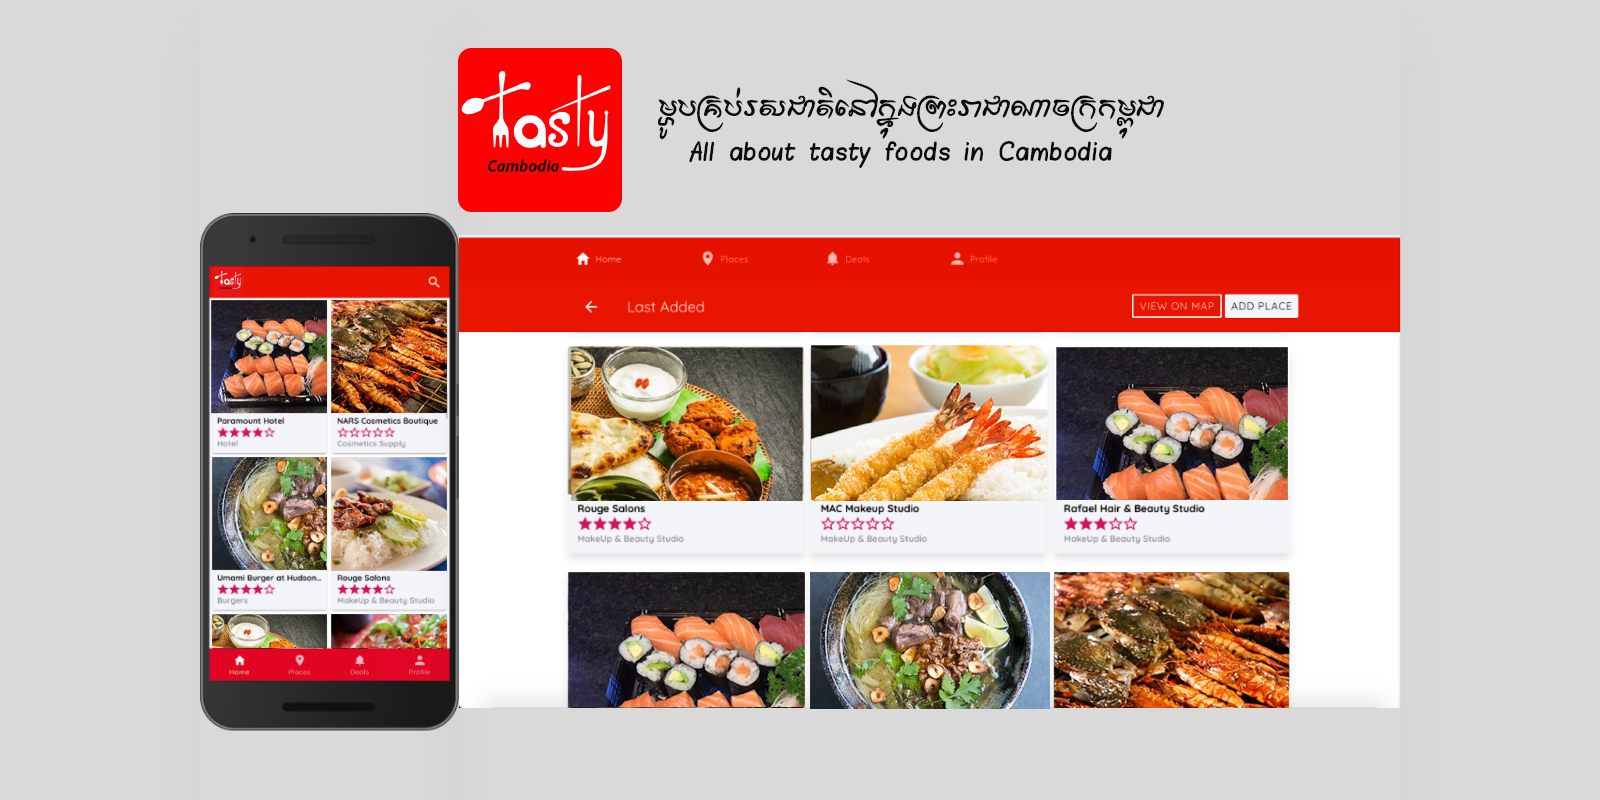 tasty
Cambodia
ម្ហូបគ្រប់រសជាតិនៅក្នុងព្រះរាជាណាចក្រកម្ពុជា
All about tasty foods in Cambodia
tasty
Paramount Hotel
Hotel
NARS Cosmetics Boutique
Cosmetics Supply
Umami Burger at Hudson...
Burgers
Rouge Salons
MakeUp & Beauty Studio
Home
Places
Deals
Profile
Home
Places
Deals
Profile
Last Added
VIEW ON MAP
ADD PLACE
Rouge Salons
MakeUp & Beauty Studio
MAC Makeup Studio
MakeUp & Beauty Studio
Rafael Hair & Beauty Studio
MakeUp & Beauty Studio